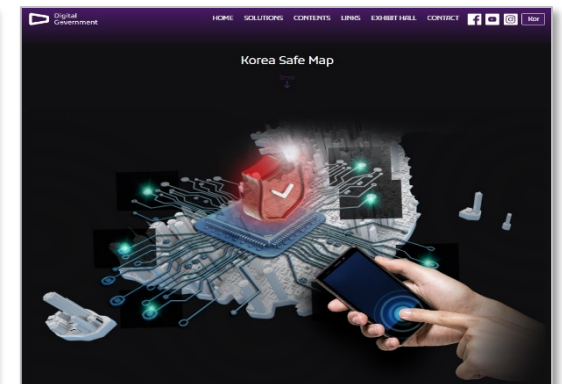 Digital
Government
HOME SOLUTIONS CONTENTS LINKS EXHIBIT HALL CONTACT Kor
Korea Safe Map